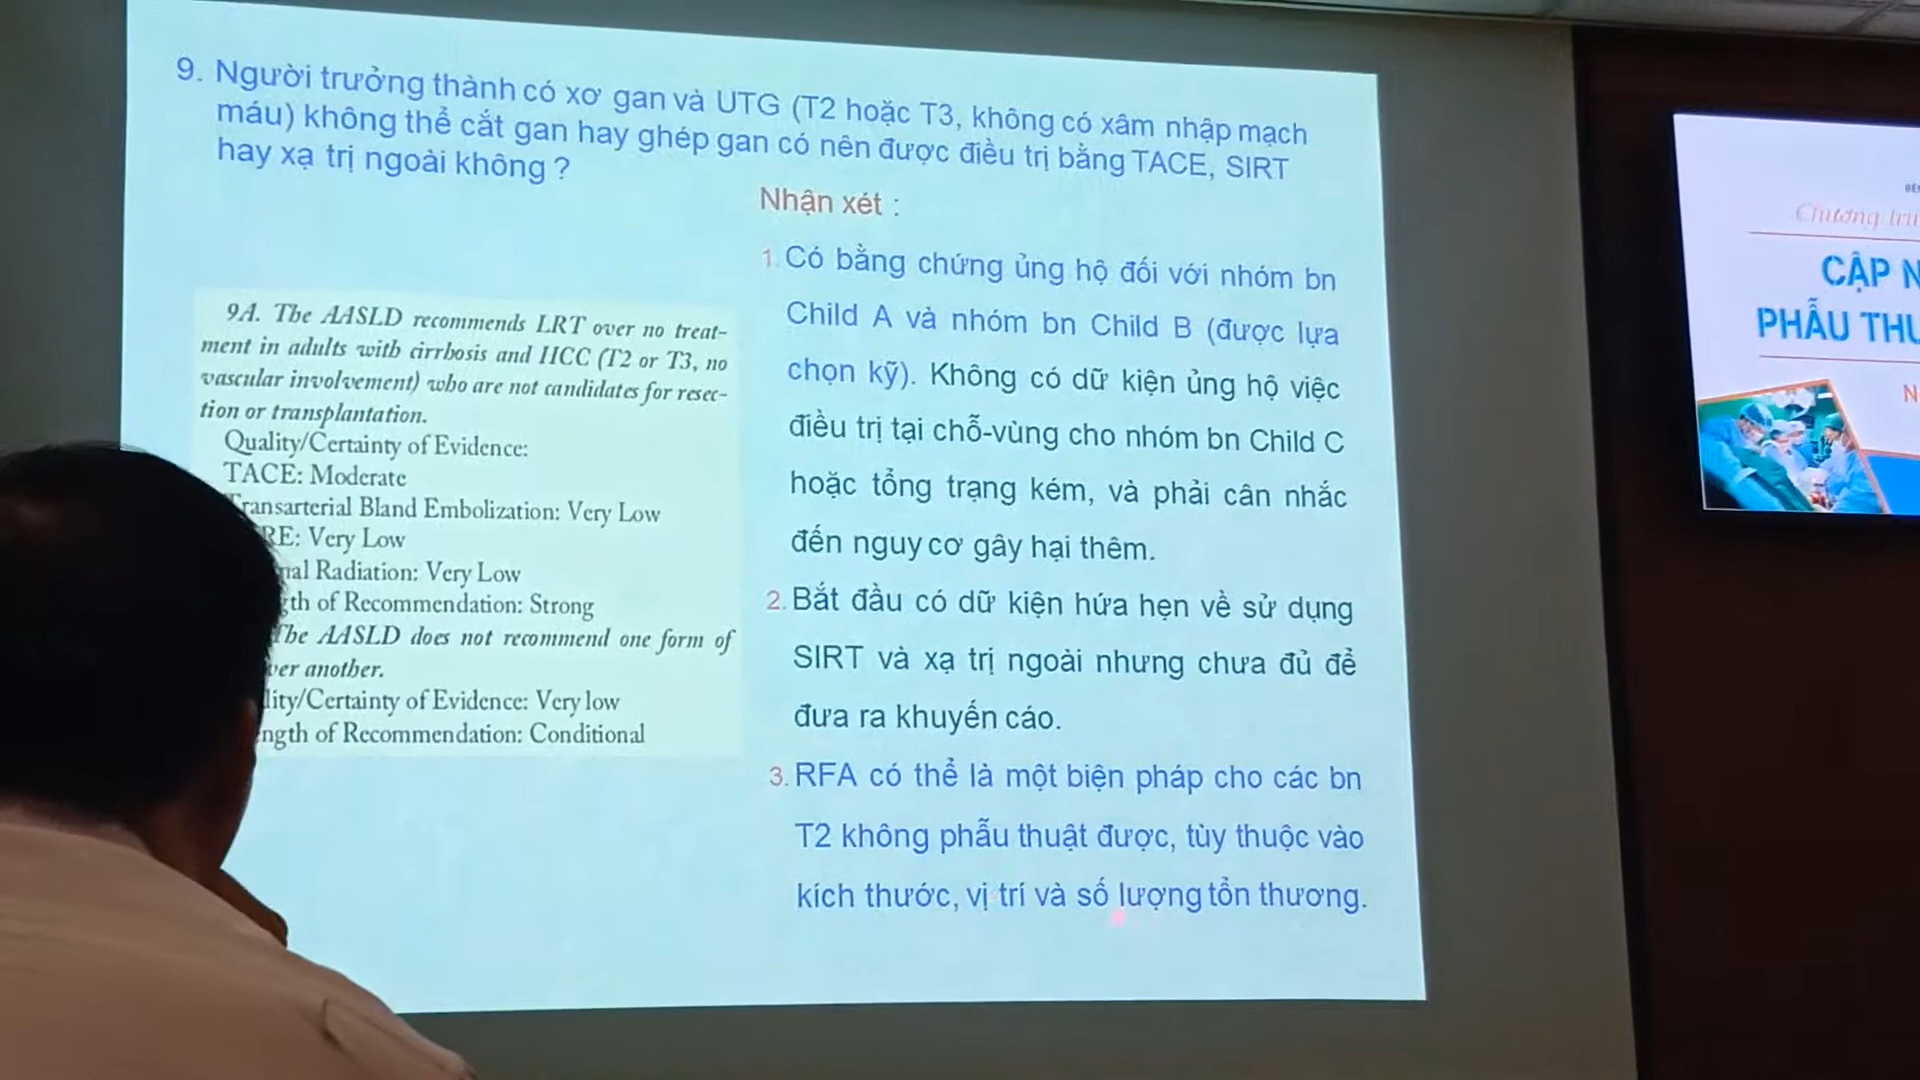 9. Người trưởng thành có xơ gan và UTG (T2 hoặc T3, không có xâm nhập mạch
máu) không thể cắt gan hay ghép gan có nên được điều trị bằng TACE, SIRT
hay xạ trị ngoài không ?
9A. The AASLD recommends LRT over no treat-
ment in adults with cirrhosis and HCC (T2 or T3, no
vascular involvement) who are not candidates for resec-
tion or transplantation.
Quality/Certainty of Evidence:
TACE: Moderate
Transarterial Bland Embolization: Very Low
RE: Very Low
nal Radiation: Very Low
gth of Recommendation: Strong
The AASLD does not recommend one form of
ver another.
lity/Certainty of Evidence: Very low
ngth of Recommendation: Conditional
Nhận xét :
1. Có bằng chứng ủng hộ đối với nhóm bn
Child A và nhóm bn Child B (được lựa
chọn kỹ). Không có dữ kiện ủng hộ việc
điều trị tại chỗ-vùng cho nhóm bn Child C
hoặc tổng trạng kém, và phải cân nhắc
đến nguy cơ gây hại thêm.
2. Bắt đầu có dữ kiện hứa hẹn về sử dụng
SIRT và xạ trị ngoài nhưng chưa đủ để
đưa ra khuyến cáo.
3. RFA có thể là một biện pháp cho các bn
T2 không phẫu thuật được, tùy thuộc vào
kích thước, vị trí và số lượng tổn thương.
Chương
CẬP N
PHẪU THU
N